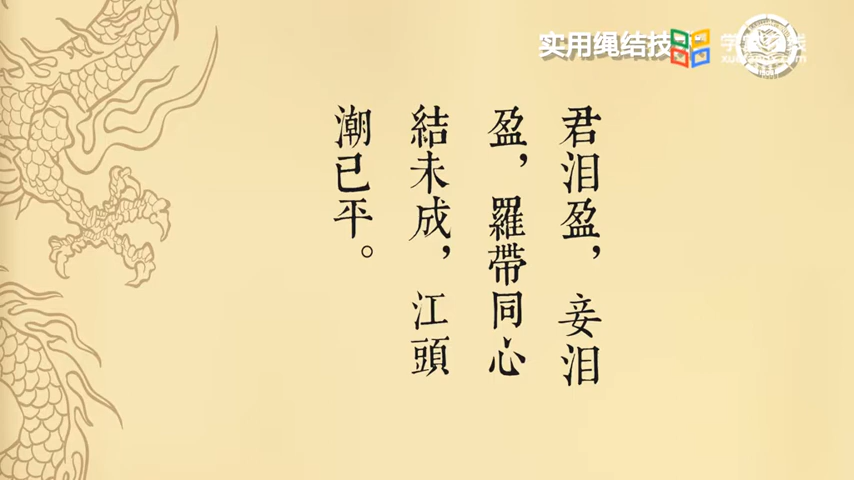 实用绳结技
君泪盈，妾泪
盈，羅帶同心
結未成，江頭
潮已平。